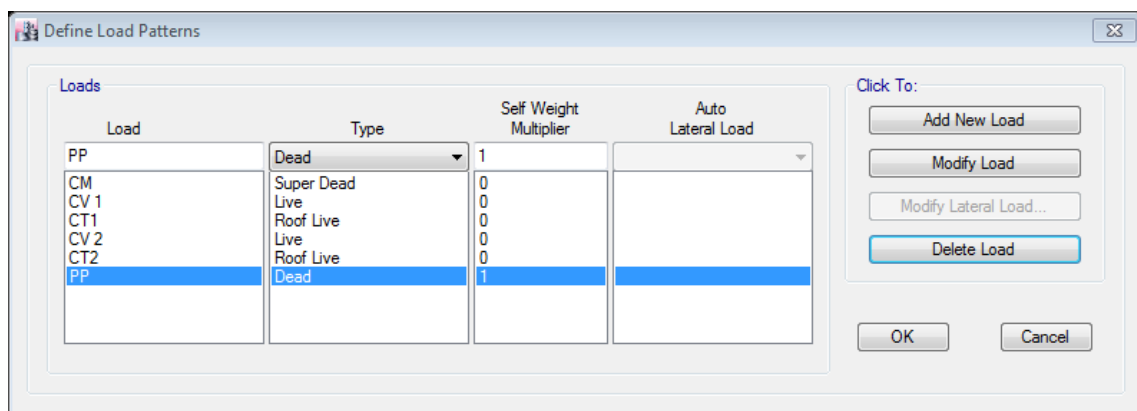 Define Load Patterns
Loads
Click To:
Load Type Self Weight Multiplier Auto Lateral Load
PP Dead 1
CM Super Dead 0
CV 1 Live 0
CT1 Roof Live 0
CV 2 Live 0
CT2 Roof Live 0
PP Dead 1
Add New Load
Modify Load
Modify Lateral Load...
Delete Load
OK Cancel